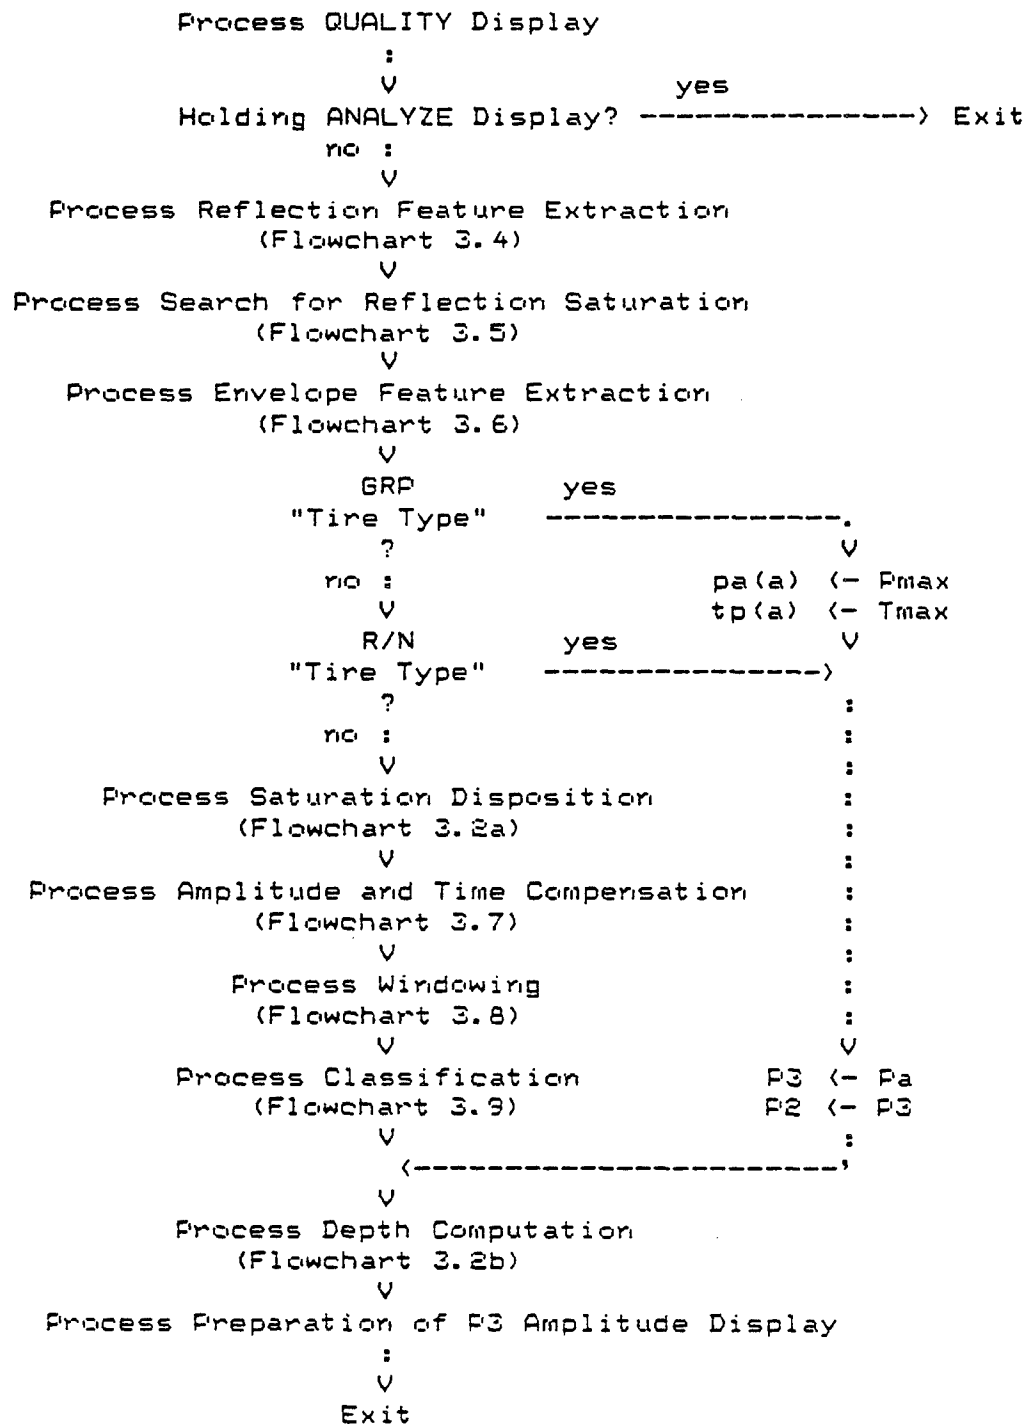 Process QUALITY Display
:
V
yes
Holding ANALYZE Display? ---------------> Exit
no :
V
Process Reflection Feature Extraction
(Flowchart 3.4)
V
Process Search for Reflection Saturation
(Flowchart 3.5)
V
Process Envelope Feature Extraction
(Flowchart 3.6)
V
GRP yes
"Tire Type" ----------------.
? V
no : pa(a) <- Pmax
V tp(a) <- Tmax
R/N yes V
"Tire Type" --------------->
? :
no : :
V :
Process Saturation Disposition :
(Flowchart 3.2a) :
V :
Process Amplitude and Time Compensation :
(Flowchart 3.7) :
V :
Process Windowing :
(Flowchart 3.8) :
V V
Process Classification P3 <- Pa
(Flowchart 3.9) P2 <- P3
V :
<-----------------------'
V
Process Depth Computation
(Flowchart 3.2b)
V
Process Preparation of P3 Amplitude Display
:
V
Exit